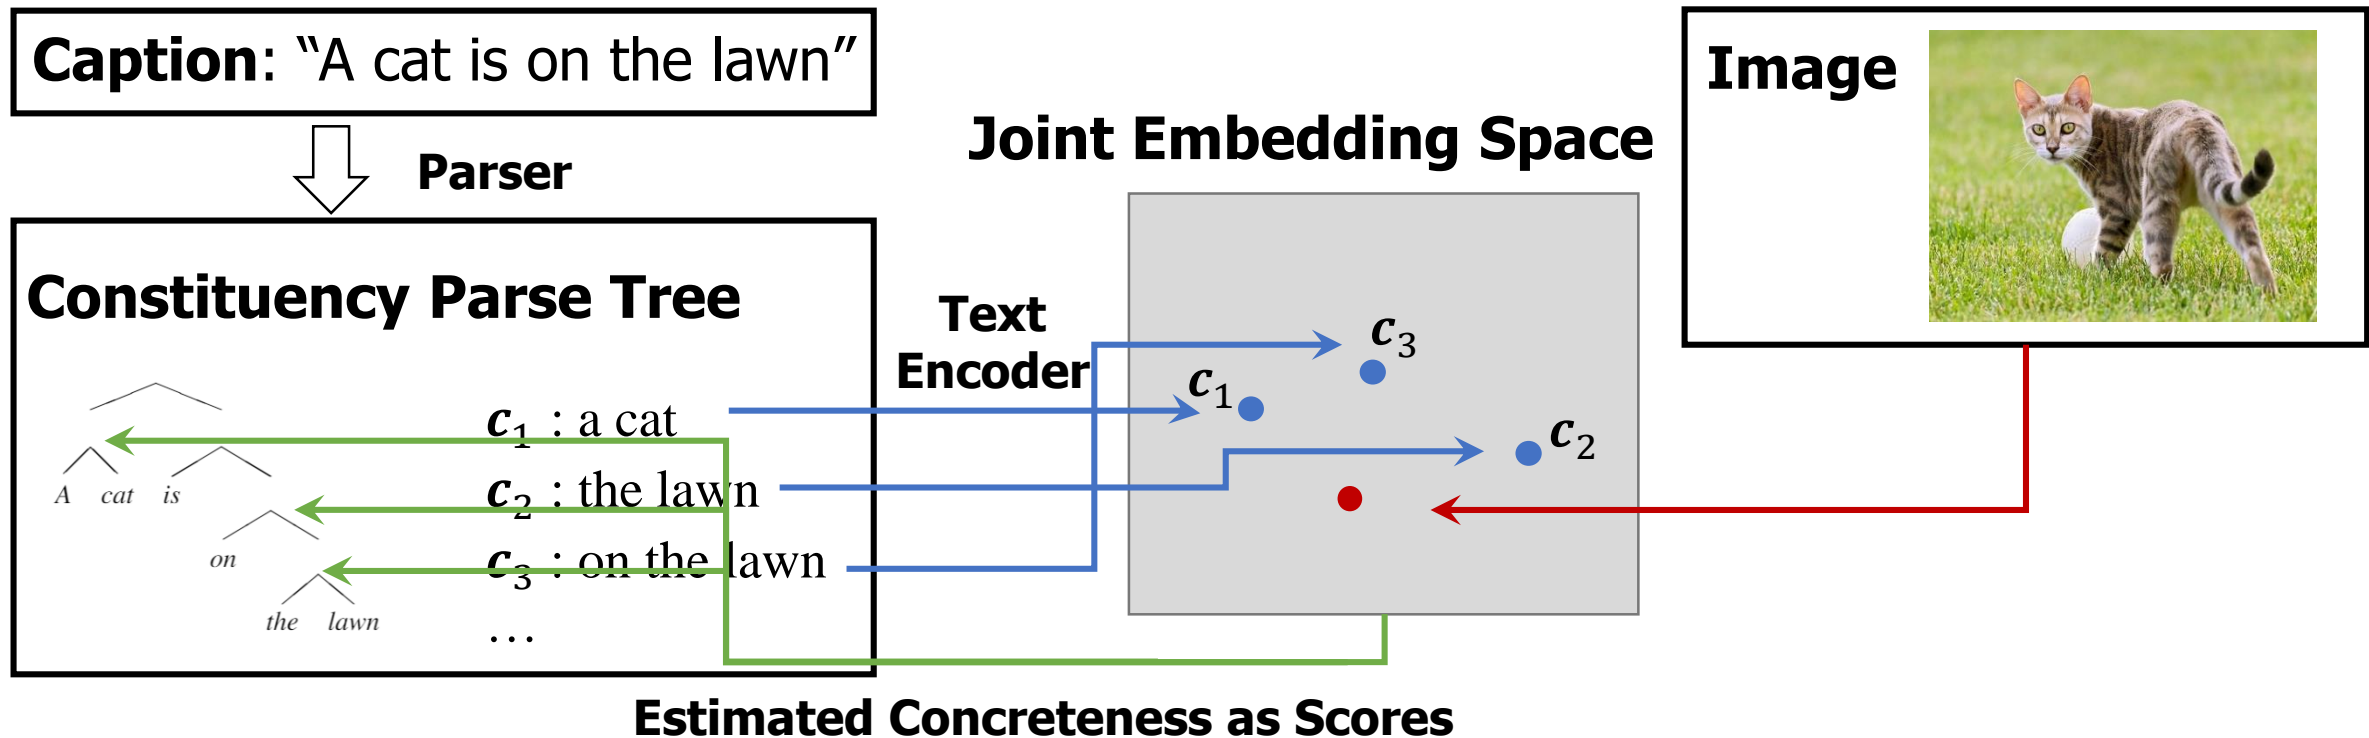 Caption: “A cat is on the lawn”
Parser
Constituency Parse Tree
A cat is
on
the lawn
c1 : a cat
c2 : the lawn
c3 : on the lawn
…
Text
Encoder
Joint Embedding Space
c3
c1
c2
Image
Estimated Concreteness as Scores